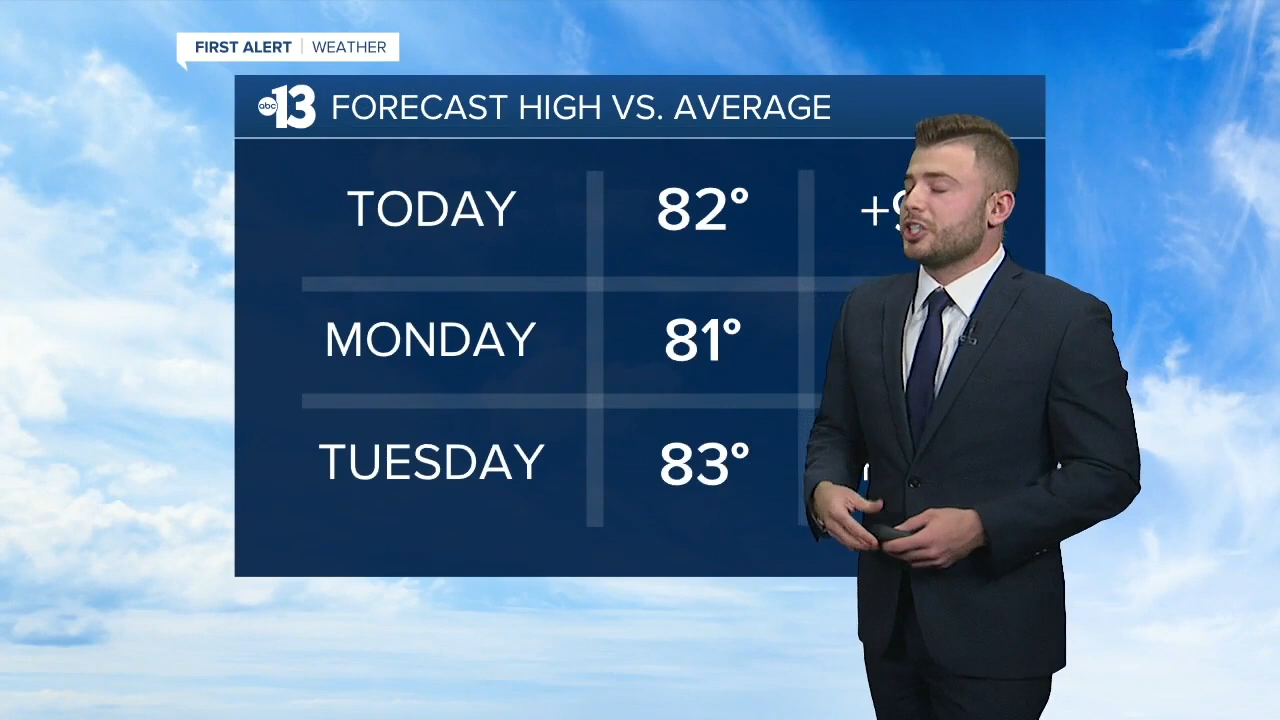 FIRST ALERT | WEATHER
abc 13 FORECAST HIGH VS. AVERAGE
TODAY 82°
MONDAY 81°
TUESDAY 83°